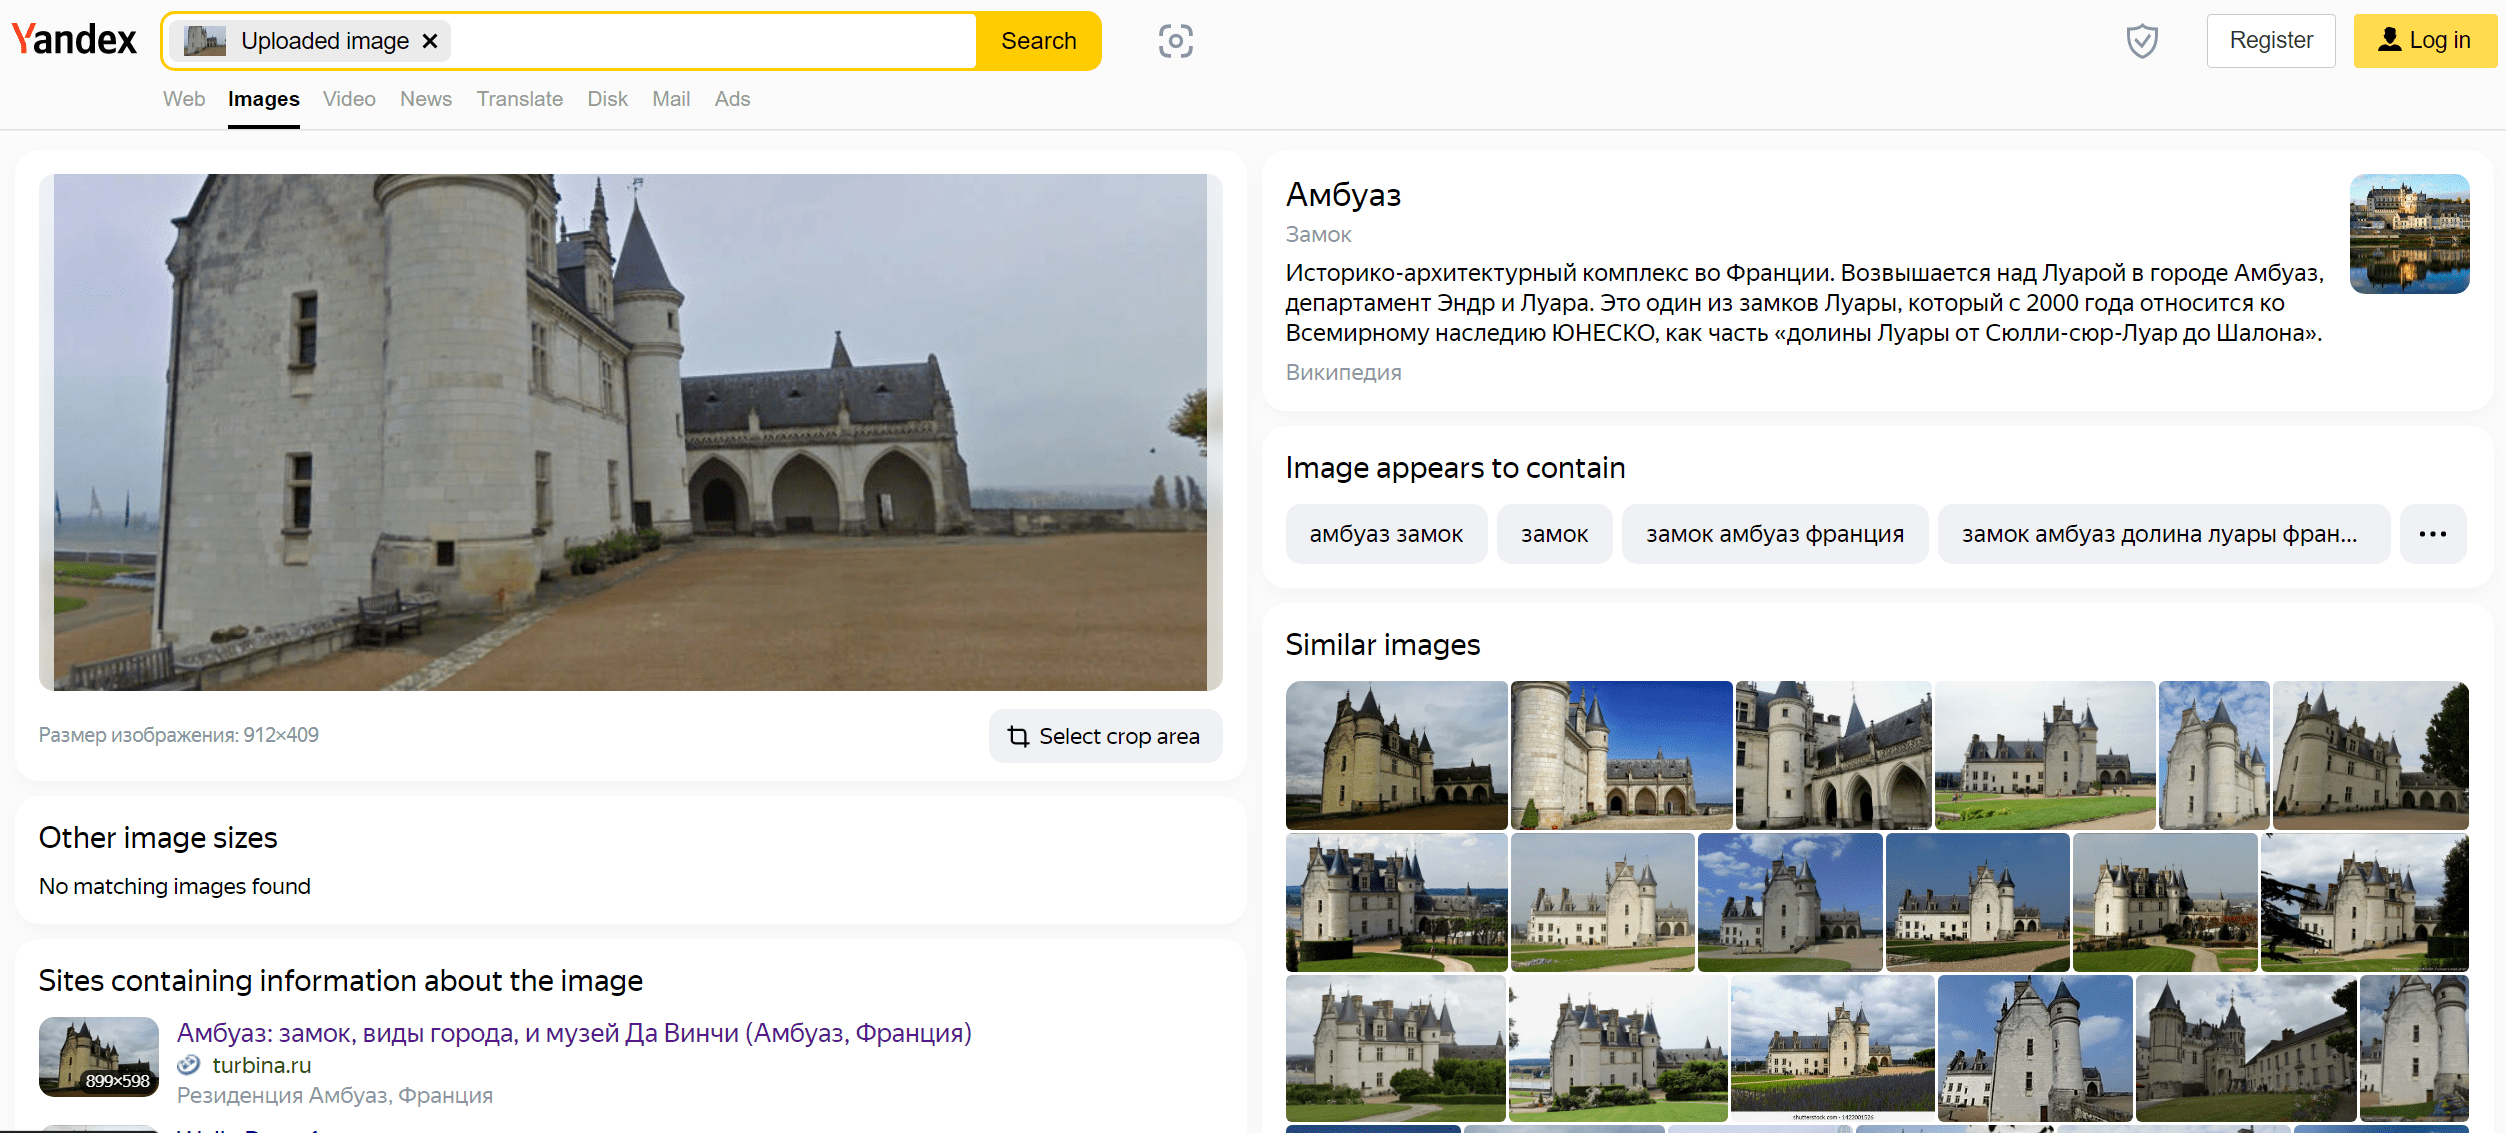 Yandex
Uploaded image
Search
Register
Log in
Web Images Video News Translate Disk Mail Ads
Размер изображения: 912×409
Select crop area
Other image sizes
No matching images found
Sites containing information about the image
899×598
Амбуаз: замок, виды города, и музей Да Винчи (Амбуаз, Франция)
turbina.ru
Резиденция Амбуаз, Франция
Амбуаз
Замок
Историко-архитектурный комплекс во Франции. Возвышается над Луарой в городе Амбуаз,
департамент Эндр и Луара. Это один из замков Луары, который с 2000 года относится ко
Всемирному наследию ЮНЕСКО, как часть «долины Луары от Сюлли-сюр-Луар до Шалона».
Википедия
Image appears to contain
амбуаз замок
замок
замок амбуаз франция
замок амбуаз долина луары фран...
Similar images
shutterstock.com · 1422001526